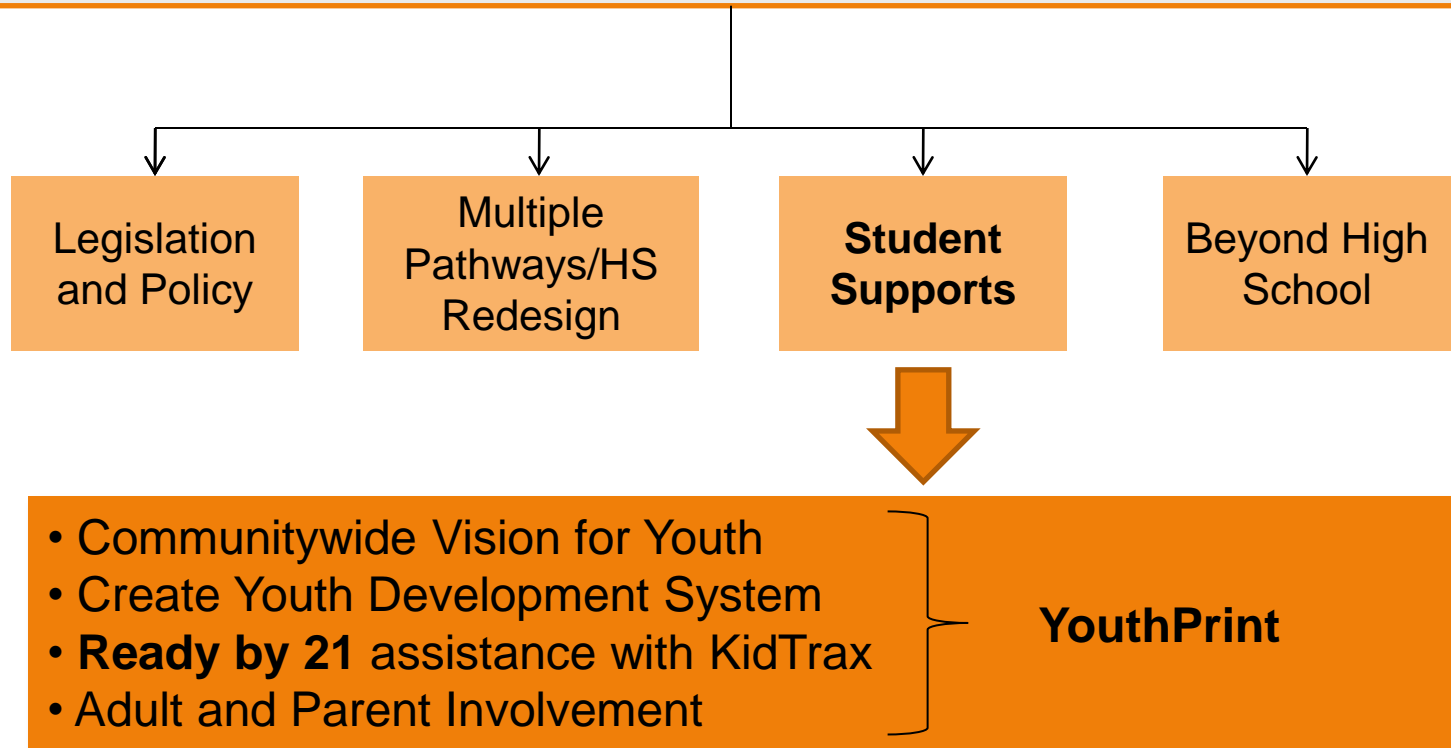 Legislation
and Policy
Multiple
Pathways/HS
Redesign
Student
Supports
Beyond High
School
• Communitywide Vision for Youth
• Create Youth Development System
• Ready by 21 assistance with KidTrax
• Adult and Parent Involvement
YouthPrint